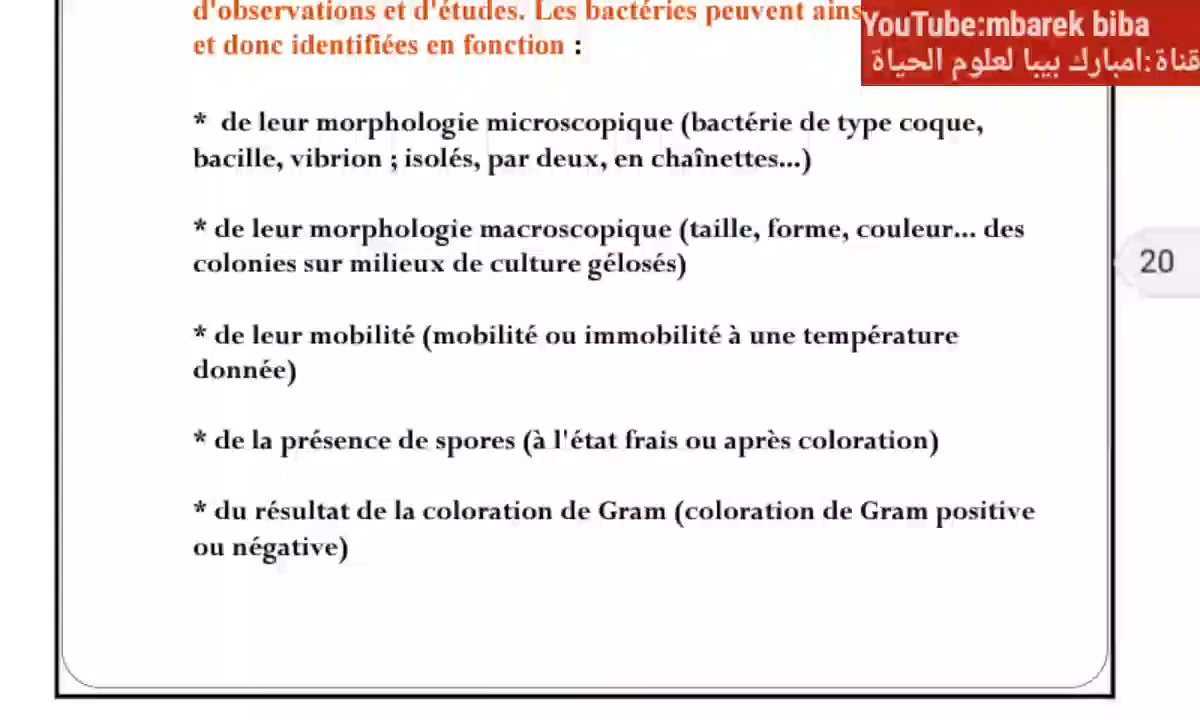 d'observations et d'études. Les bactéries peuvent
et donc identifiées en fonction :
YouTube:mbarek biba
قناة:امبارك بيبا لعلوم الحياة
* de leur morphologie microscopique (bactérie de type coque,
bacille, vibrion ; isolés, par deux, en chaînettes...)
* de leur morphologie macroscopique (taille, forme, couleur... des
colonies sur milieux de culture gélosés)
20
* de leur mobilité (mobilité ou immobilité à une température
donnée)
* de la présence de spores (à l'état frais ou après coloration)
* du résultat de la coloration de Gram (coloration de Gram positive
ou négative)